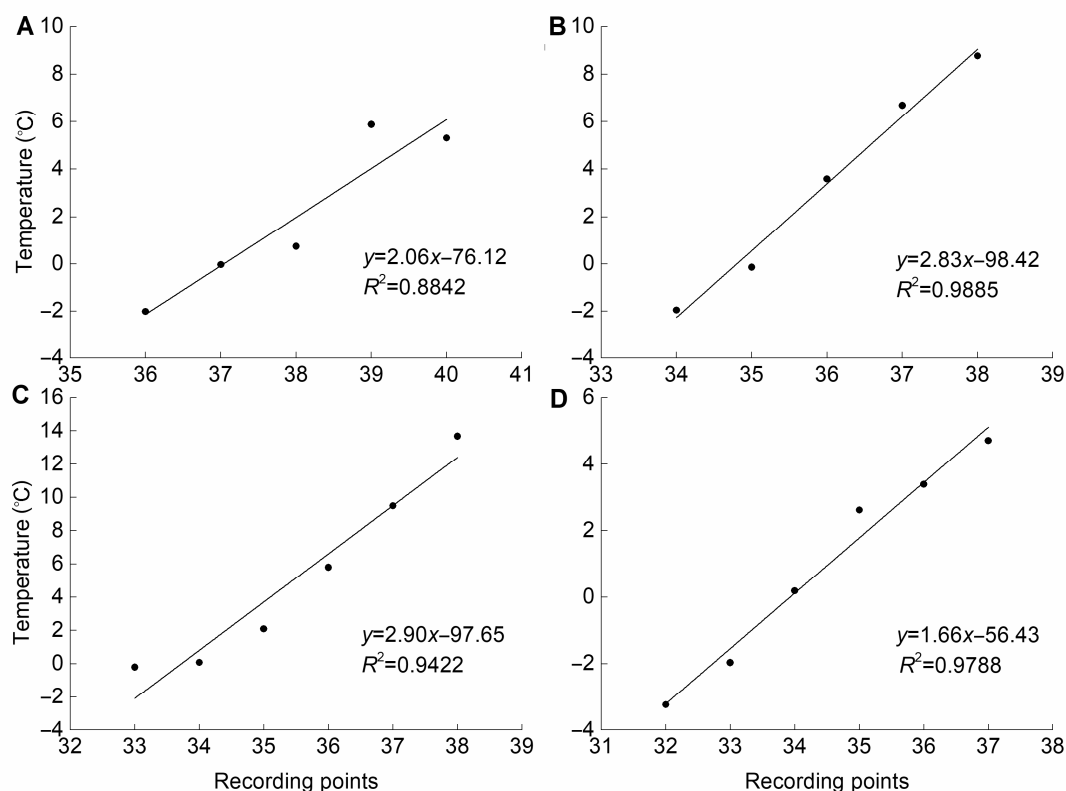 A
10
8
6
4
2
0
−2
−4
35 36 37 38 39 40 41
Temperature (°C)
y=2.06x−76.12
R²=0.8842
B
10
8
6
4
2
0
−2
−4
33 34 35 36 37 38 39
y=2.83x−98.42
R²=0.9885
C
16
14
12
10
8
6
4
2
0
−2
−4
32 33 34 35 36 37 38 39
Temperature (°C)
Recording points
y=2.90x−97.65
R²=0.9422
D
6
4
2
0
−2
−4
31 32 33 34 35 36 37 38
Recording points
y=1.66x−56.43
R²=0.9788